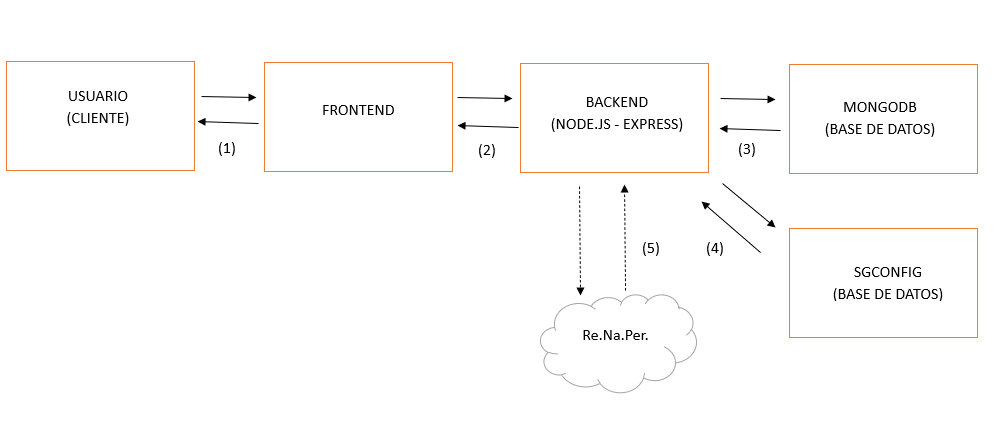 USUARIO
(CLIENTE)
(1)
FRONTEND
(2)
BACKEND
(NODE.JS - EXPRESS)
(3)
MONGODB
(BASE DE DATOS)
(4)
SGCONFIG
(BASE DE DATOS)
(5)
Re.Na.Per.